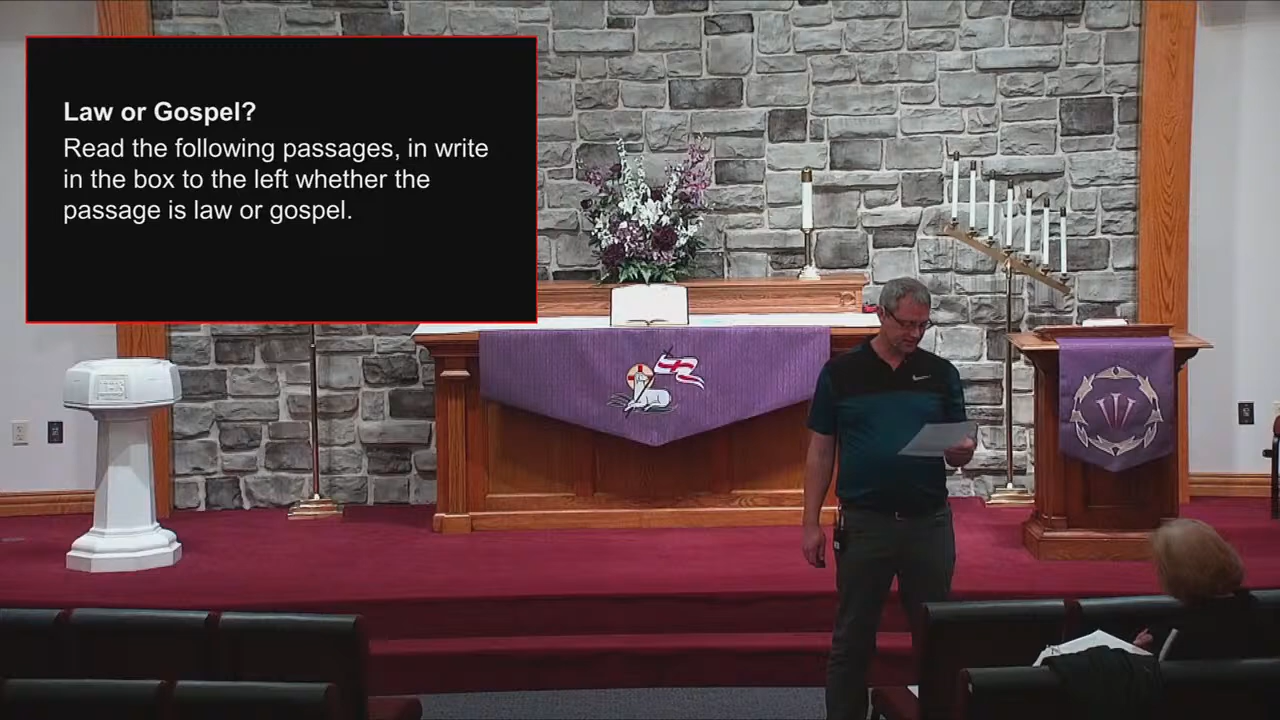 Law or Gospel?
Read the following passages, in write
in the box to the left whether the
passage is law or gospel.